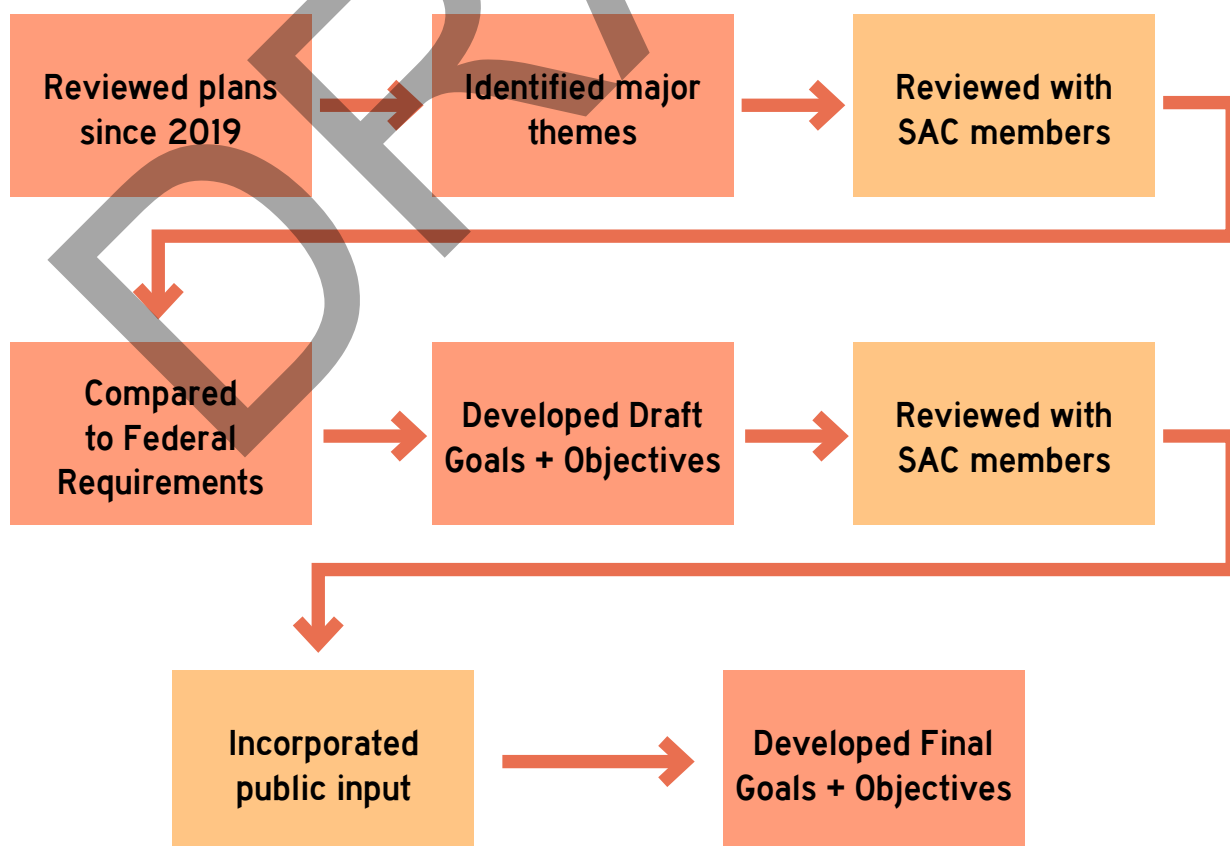 Reviewed plans
since 2019
Identified major
themes
Reviewed with
SAC members
Compared
to Federal
Requirements
Developed Draft
Goals + Objectives
Reviewed with
SAC members
Incorporated
public input
Developed Final
Goals + Objectives